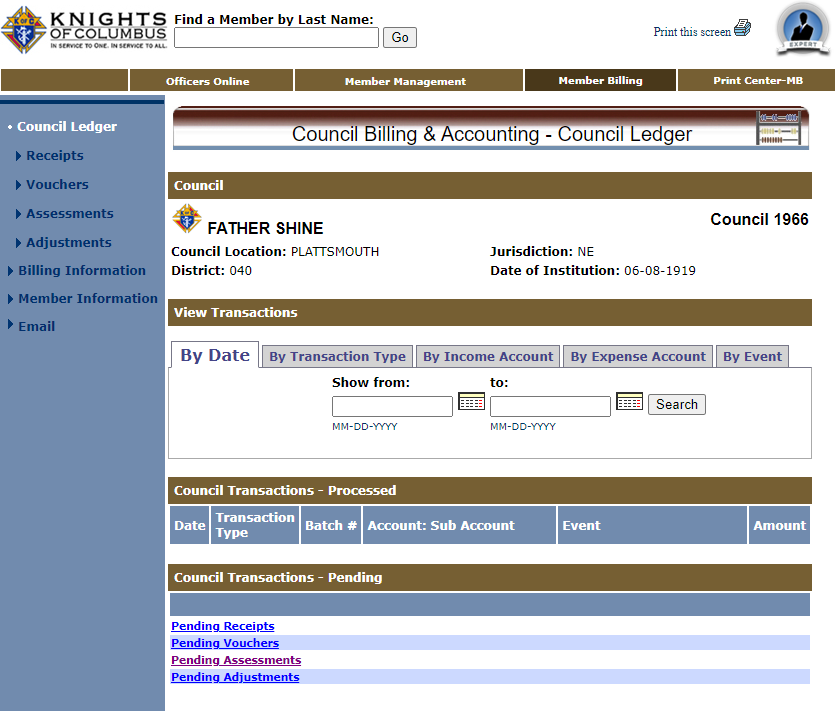 KNIGHTS
OF COLUMBUS
IN SERVICE TO ONE. IN SERVICE TO ALL.
Find a Member by Last Name:
Go
Print this screen
EXPERT
Officers Online
Member Management
Member Billing
Print Center-MB
Council Ledger
Receipts
Vouchers
Assessments
Adjustments
Billing Information
Member Information
Email
Council Billing & Accounting - Council Ledger
Council
FATHER SHINE
Council 1966
Council Location: PLATTSMOUTH
Jurisdiction: NE
District: 040
Date of Institution: 06-08-1919
View Transactions
By Date
By Transaction Type
By Income Account
By Expense Account
By Event
Show from:
to:
Search
MM-DD-YYYY
MM-DD-YYYY
Council Transactions - Processed
Date
Transaction
Type
Batch #
Account: Sub Account
Event
Amount
Council Transactions - Pending
Pending Receipts
Pending Vouchers
Pending Assessments
Pending Adjustments